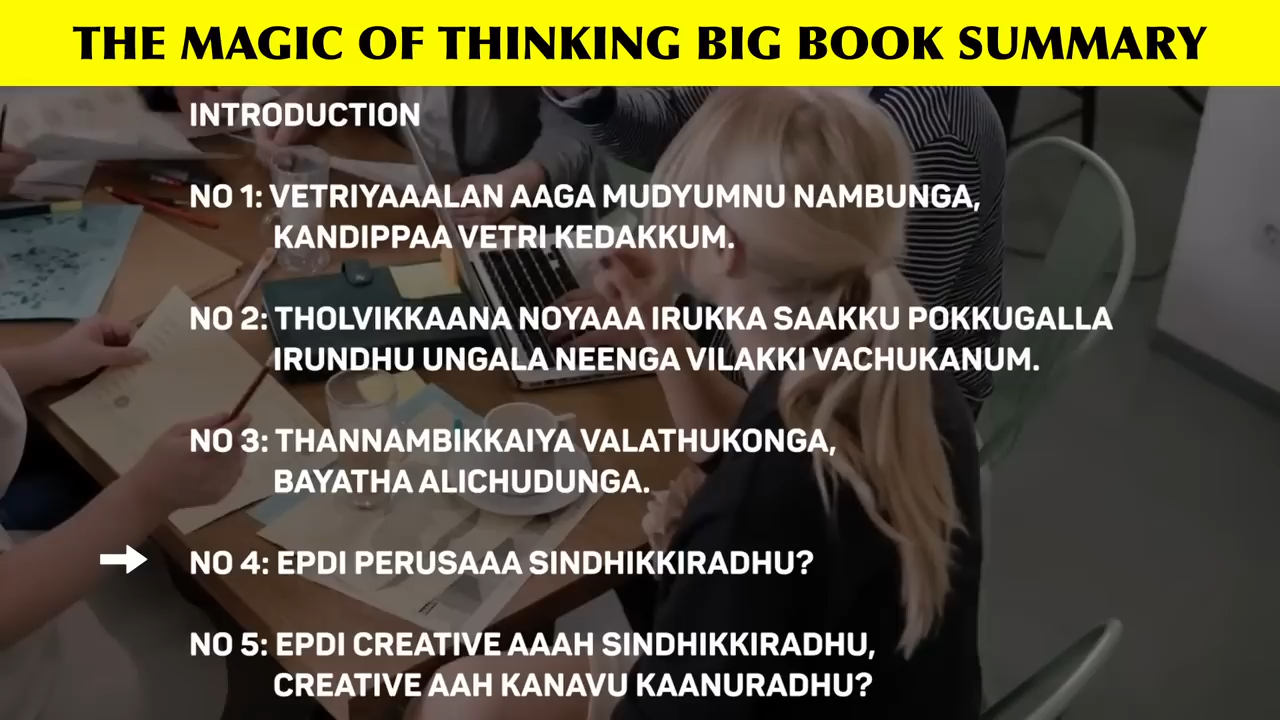 THE MAGIC OF THINKING BIG BOOK SUMMARY
INTRODUCTION
NO 1: VETRIYAAALAN AAGA MUDYUMNU NAMBUNGA,
KANDIPPAA VETRI KEDAKKUM.
NO 2: THOLVIKKAANA NOYAAA IRUKKA SAAKKU POKKUGALLA
IRUNDHU UNGALA NEENGA VILAKKI VACHUKANUM.
NO 3: THANNAMBIKKAIYA VALATHUKONGA,
BAYATHA ALICHUDUNGA.
NO 4: EPDI PERUSAAA SINDHIKKIRADHU?
NO 5: EPDI CREATIVE AAAH SINDHIKKIRADHU,
CREATIVE AAH KANAVU KAANURADHU?